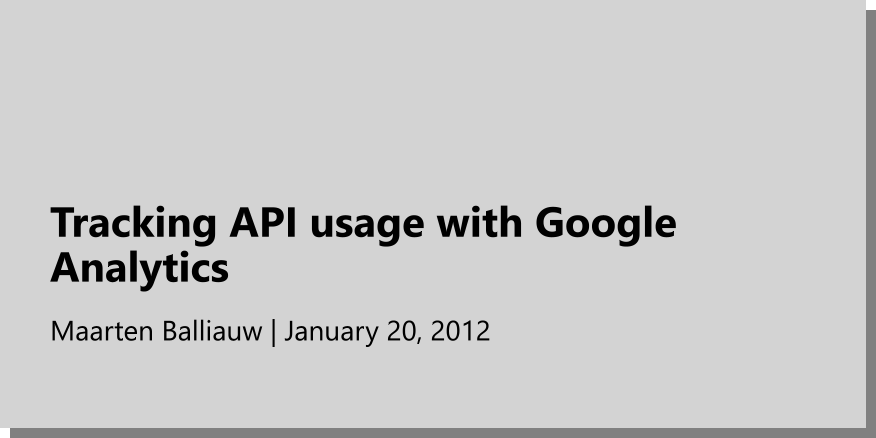 Tracking API usage with Google
Analytics
Maarten Balliauw | January 20, 2012